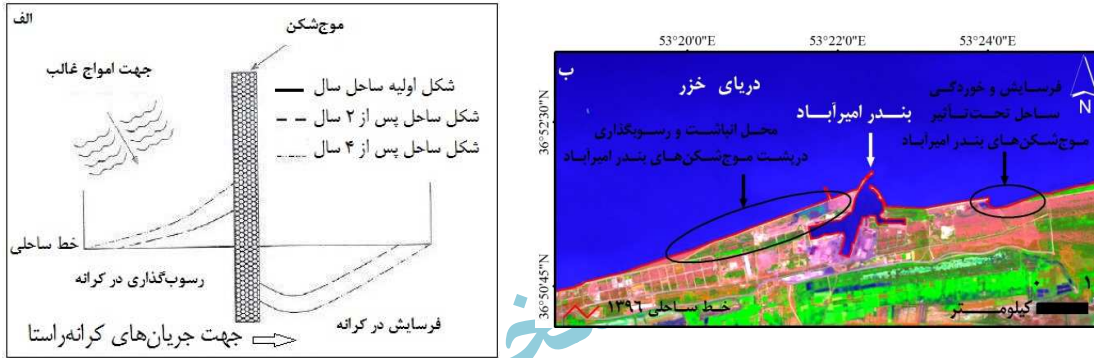 الف
موج‌شکن
جهت امواج غالب
شکل اولیه ساحل سال
شکل ساحل پس از ۲ سال
شکل ساحل پس از ۴ سال
خط ساحلی
رسوب‌گذاری در کرانه
فرسایش در کرانه
جهت جریان‌های کرانه‌راستا
53°20'0"E
53°22'0"E
53°24'0"E
36°52'30"N
36°50'45"N
ب
دریای خزر
بندر امیرآباد
فرسایش و خوردگی
ساحل تحت‌تأثیر
موج‌شکن‌های بندر امیرآباد
محل انباشت و رسوبگذاری
درپشت موج‌شکن‌های بندر امیرآباد
N
خط ساحلی ۱۳۹۶
۰ ۱
کیلومتر